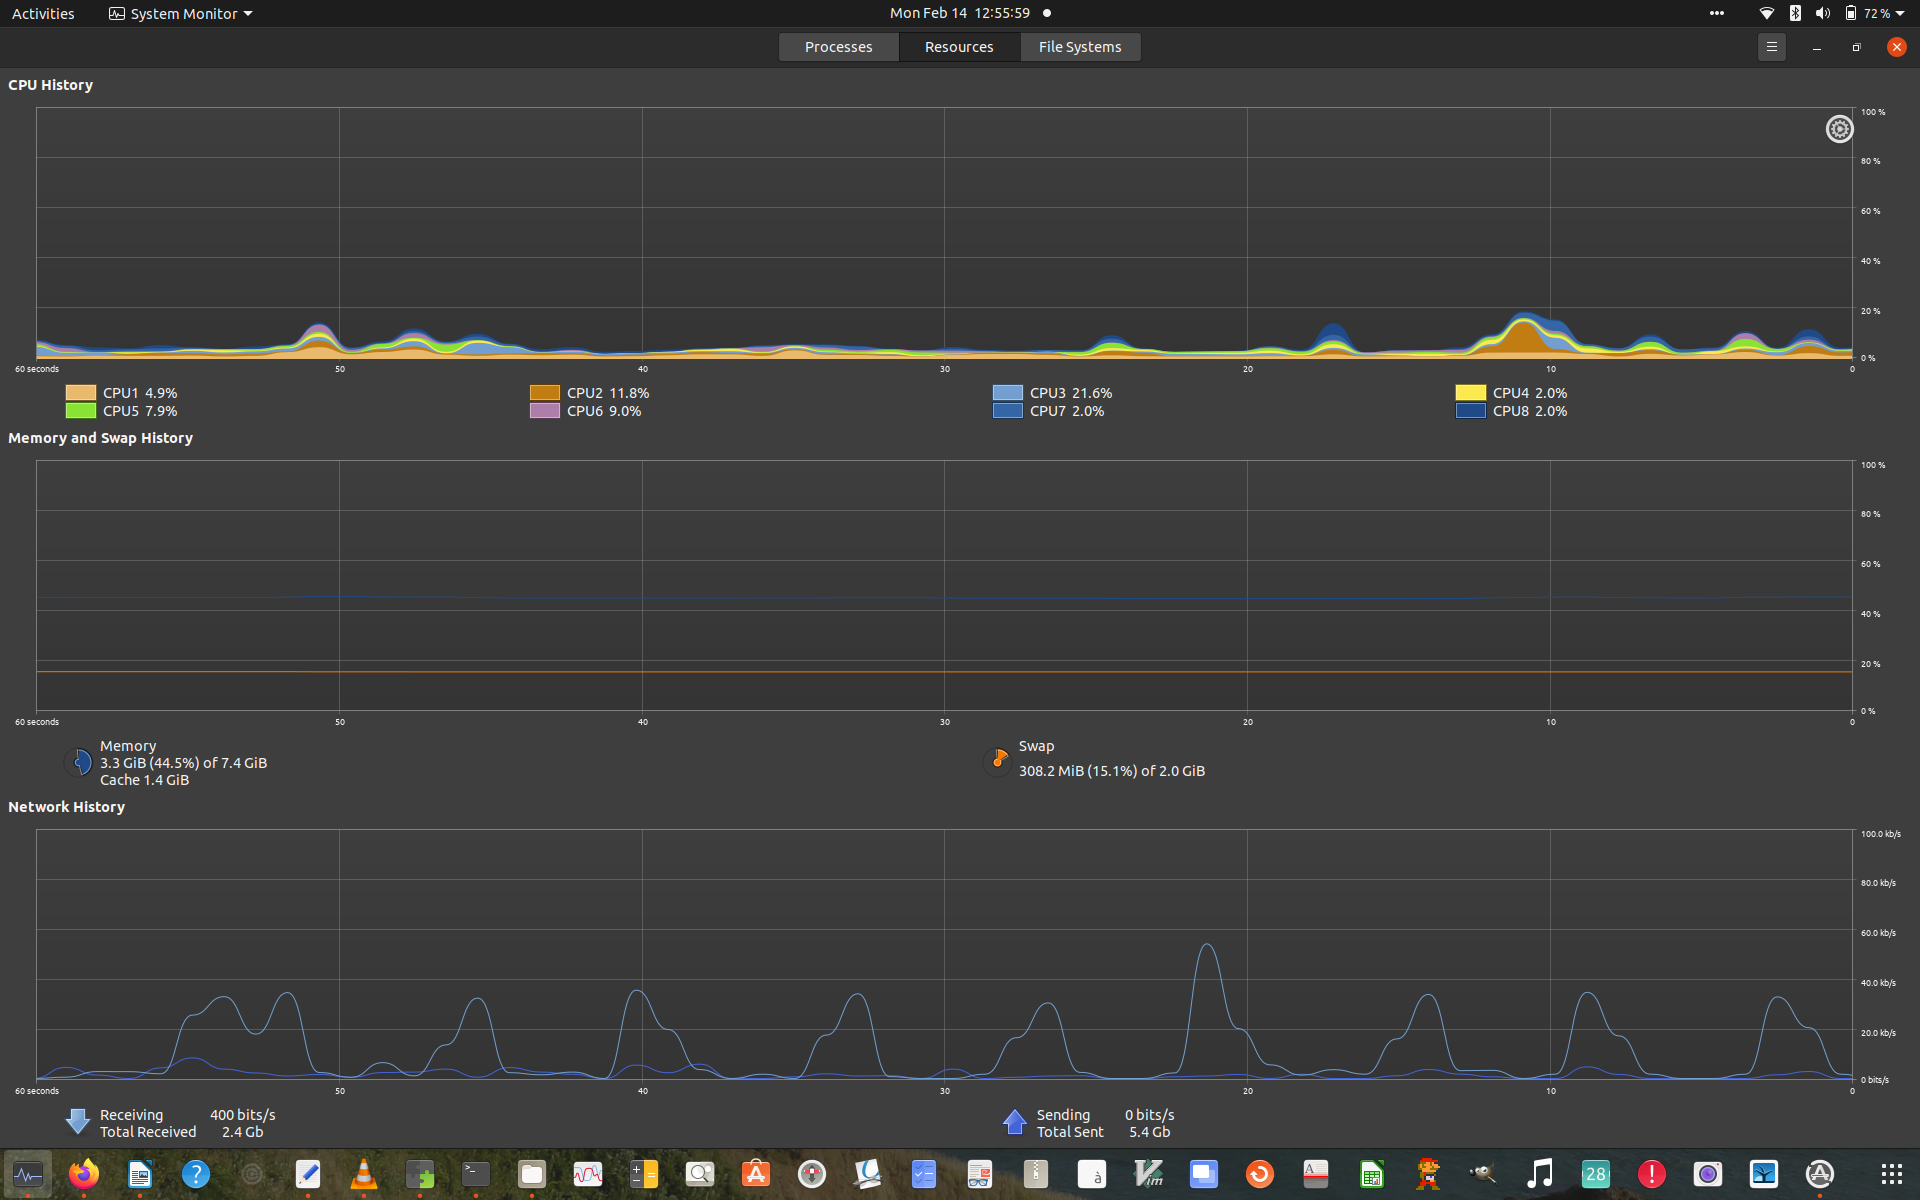 Activities System Monitor Mon Feb 14 12:55:59 72 %
Processes Resources File Systems
CPU History
100 %
80 %
60 %
40 %
20 %
0 %
60 seconds 50 40 30 20 10 0
CPU1 4.9% CPU2 11.8% CPU3 21.6% CPU4 2.0%
CPU5 7.9% CPU6 9.0% CPU7 2.0% CPU8 2.0%
Memory and Swap History
100 %
80 %
60 %
40 %
20 %
0 %
60 seconds 50 40 30 20 10 0
Memory
3.3 GiB (44.5%) of 7.4 GiB
Cache 1.4 GiB
Swap
308.2 MiB (15.1%) of 2.0 GiB
Network History
100.0 kb/s
80.0 kb/s
60.0 kb/s
40.0 kb/s
20.0 kb/s
0 bits/s
60 seconds 50 40 30 20 10 0
Receiving 400 bits/s
Total Received 2.4 Gb
Sending 0 bits/s
Total Sent 5.4 Gb
? >_ à Vim A 28 !